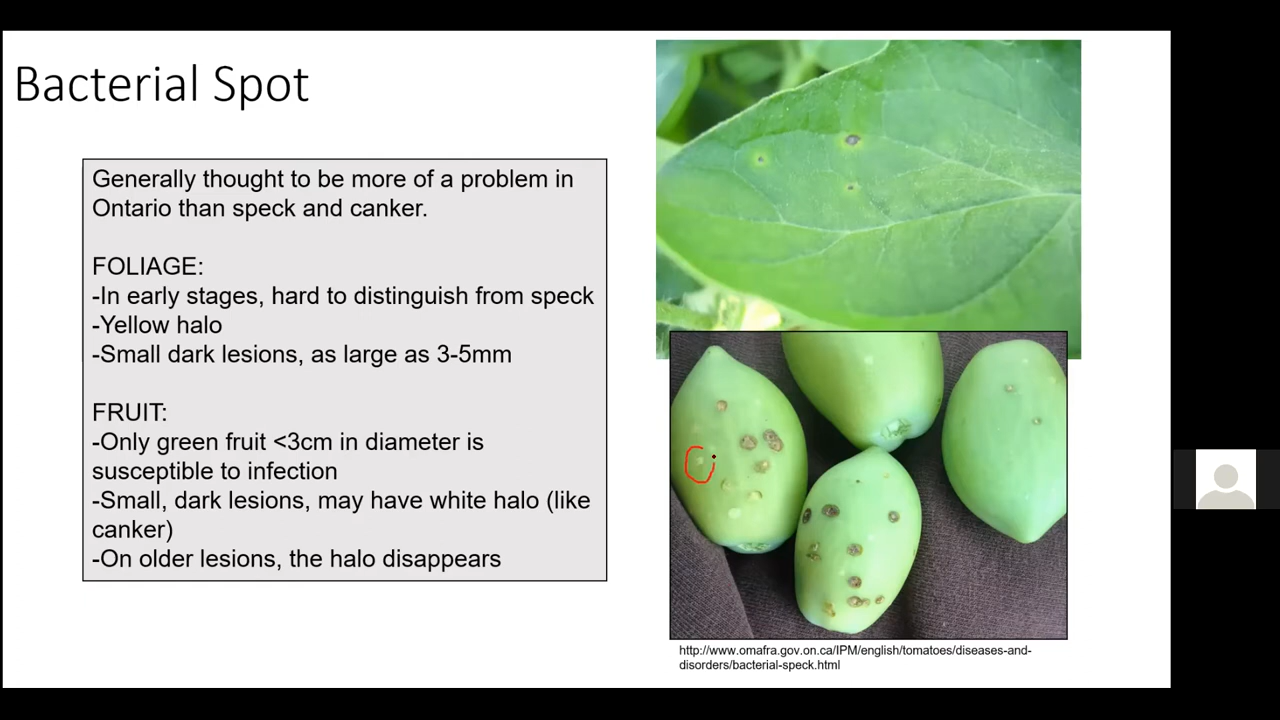 Bacterial Spot
Generally thought to be more of a problem in
Ontario than speck and canker.
FOLIAGE:
-In early stages, hard to distinguish from speck
-Yellow halo
-Small dark lesions, as large as 3-5mm
FRUIT:
-Only green fruit <3cm in diameter is
susceptible to infection
-Small, dark lesions, may have white halo (like
canker)
-On older lesions, the halo disappears
http://www.omafra.gov.on.ca/IPM/english/tomatoes/diseases-and-
disorders/bacterial-speck.html